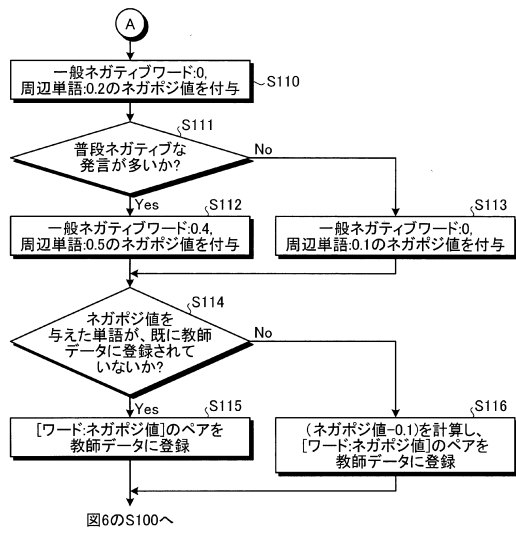 A
一般ネガティブワード:0,
周辺単語:0.2のネガポジ値を付与
S110
S111
普段ネガティブな
発言が多いか?
No
Yes
S112
一般ネガティブワード:0.4,
周辺単語:0.5のネガポジ値を付与
S113
一般ネガティブワード:0,
周辺単語:0.1のネガポジ値を付与
S114
ネガポジ値を
与えた単語が、既に教師
データに登録されて
いないか?
No
Yes
S115
[ワード:ネガポジ値]のペアを
教師データに登録
S116
(ネガポジ値-0.1)を計算し、
[ワード:ネガポジ値]のペアを
教師データに登録
図6のS100へ